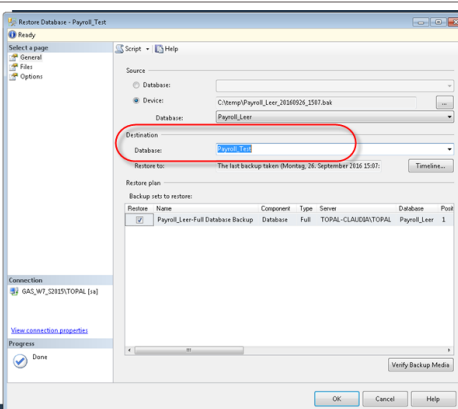 Restore Database - Payroll_Test
Ready
Select a page
General
Files
Options
Script
Help
Source
Database:
Device:
C:\temp\Payroll_Leer_20160926_1507.bak
...
Database:
Payroll_Leer
Destination
Database:
Payroll_Test
Restore to:
The last backup taken (Montag, 26. September 2016 15:07:
Timeline...
Restore plan
Backup sets to restore:
Restore Name Component Type Server Database Posit
Payroll_Leer-Full Database Backup Database Full TOPAL-CLAUDIA\TOPAL Payroll_Leer 1
Connection
GAS_W7_S2015\TOPAL [sa]
View connection properties
Progress
Done
Verify Backup Media
OK Cancel Help